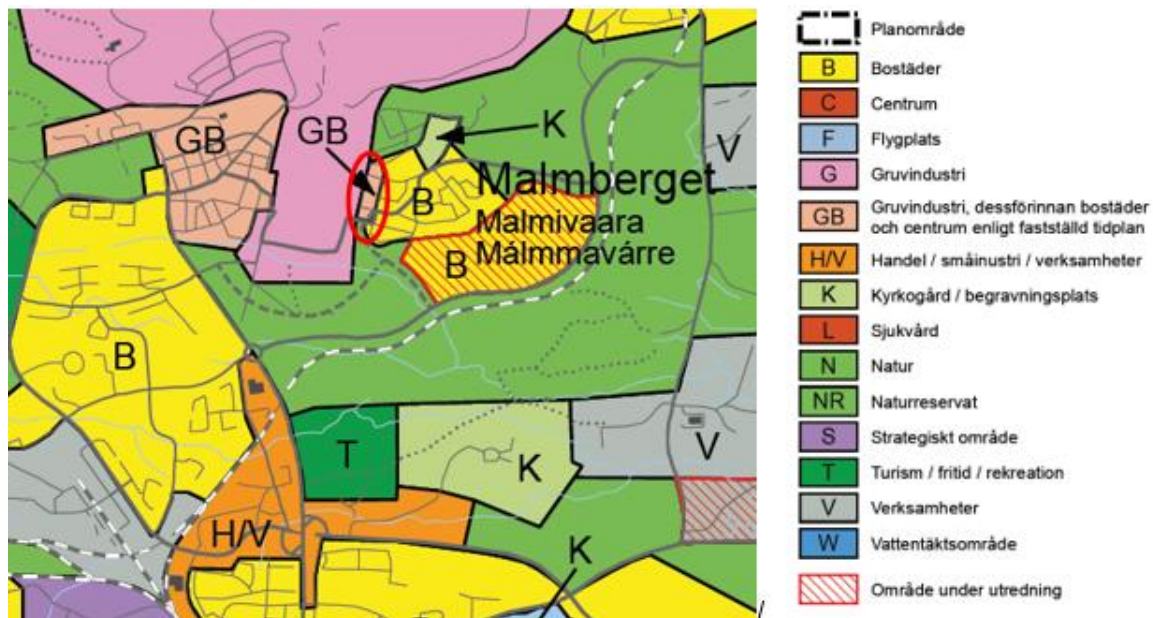 GB
GB
K
B
Malmberget
Malmivaara
Málmmavárre
B
V
B
T
K
V
H/V
K
K
/
Planområde
B Bostäder
C Centrum
F Flygplats
G Gruvindustri
GB Gruvindustri, dessförinnan bostäder
och centrum enligt fastställd tidplan
H/V Handel / småinustri / verksamheter
K Kyrkogård / begravningsplats
L Sjukvård
N Natur
NR Naturreservat
S Strategiskt område
T Turism / fritid / rekreation
V Verksamheter
W Vattentäktsområde
Område under utredning